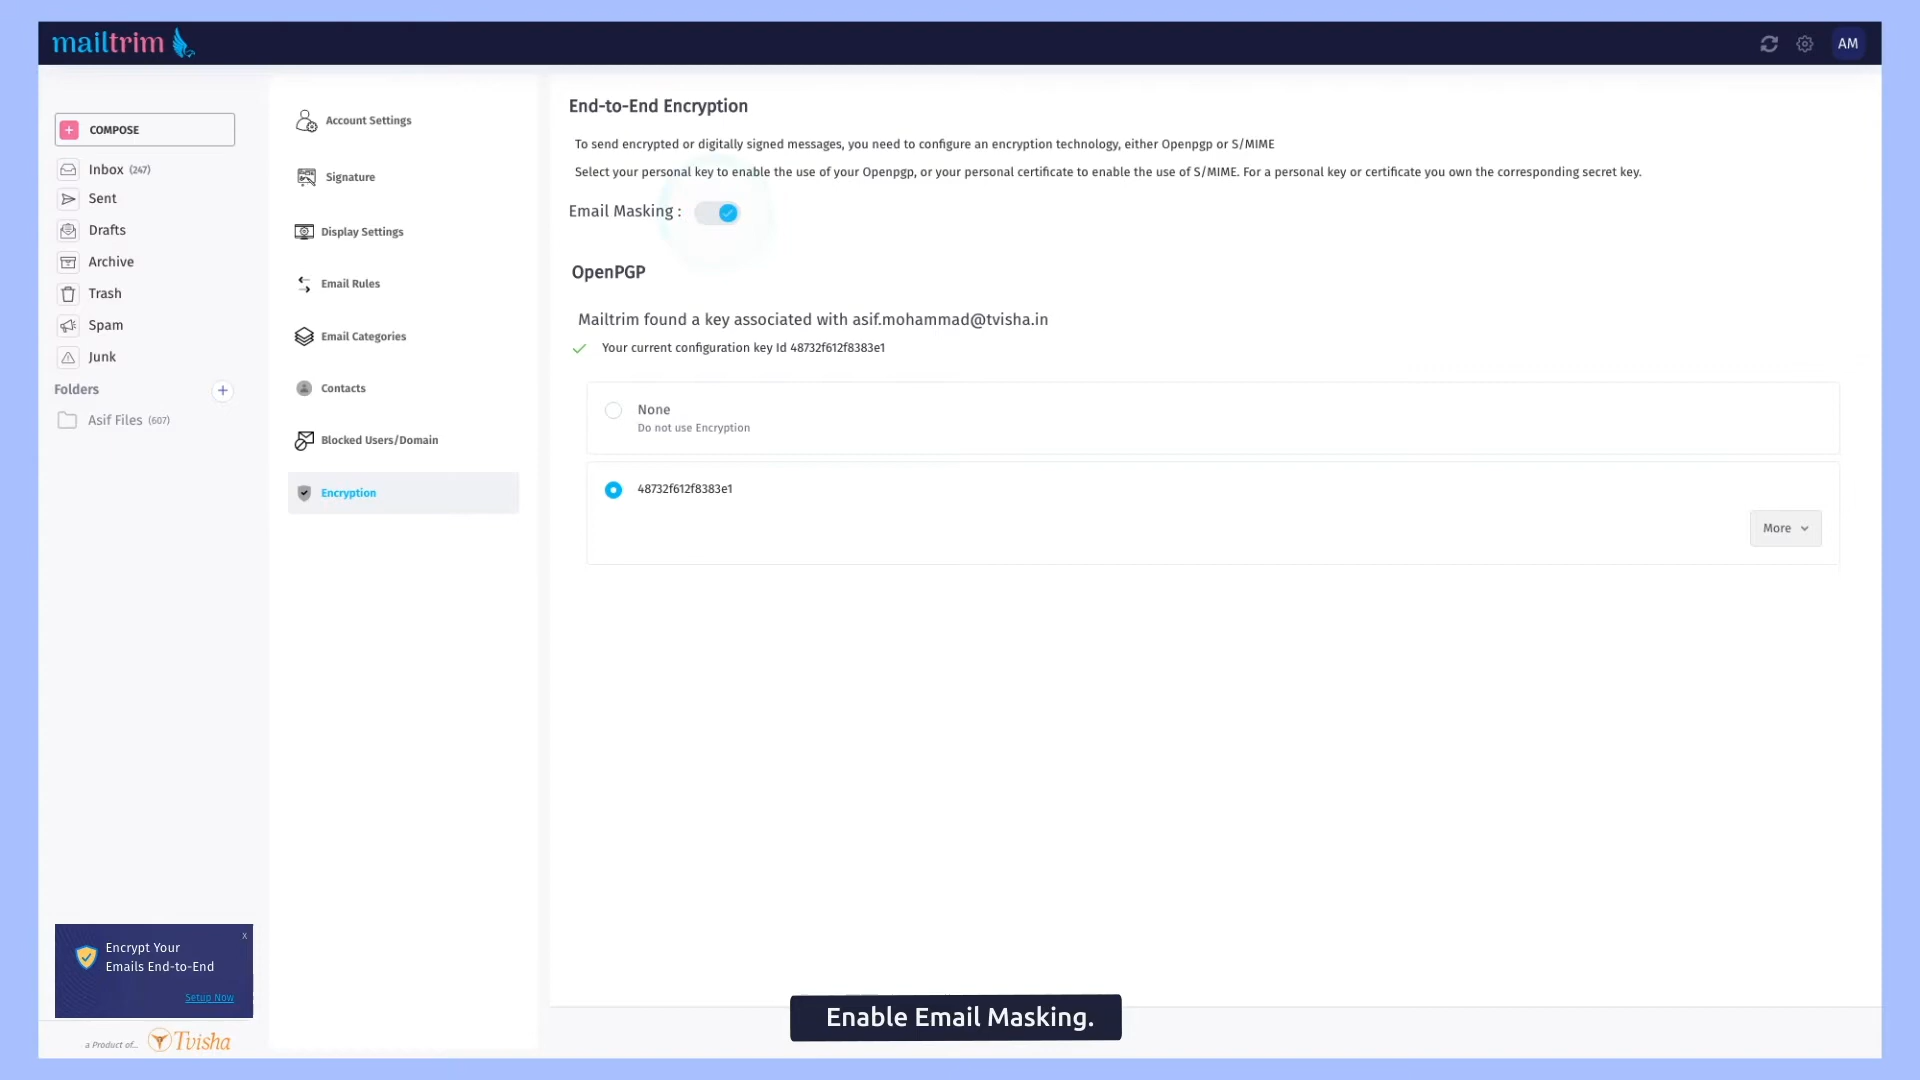 mailtrim
AM
COMPOSE
Inbox (247)
Sent
Drafts
Archive
Trash
Spam
Junk
Folders
Asif Files (607)
Encrypt Your
Emails End-to-End
x
Setup Now
a Product of...
Tvisha
Account Settings
Signature
Display Settings
Email Rules
Email Categories
Contacts
Blocked Users/Domain
Encryption
End-to-End Encryption
To send encrypted or digitally signed messages, you need to configure an encryption technology, either Openpgp or S/MIME
Select your personal key to enable the use of your Openpgp, or your personal certificate to enable the use of S/MIME. For a personal key or certificate you own the corresponding secret key.
Email Masking :
OpenPGP
Mailtrim found a key associated with asif.mohammad@tvisha.in
Your current configuration key Id 48732f612f8383e1
None
Do not use Encryption
48732f612f8383e1
More
Enable Email Masking.